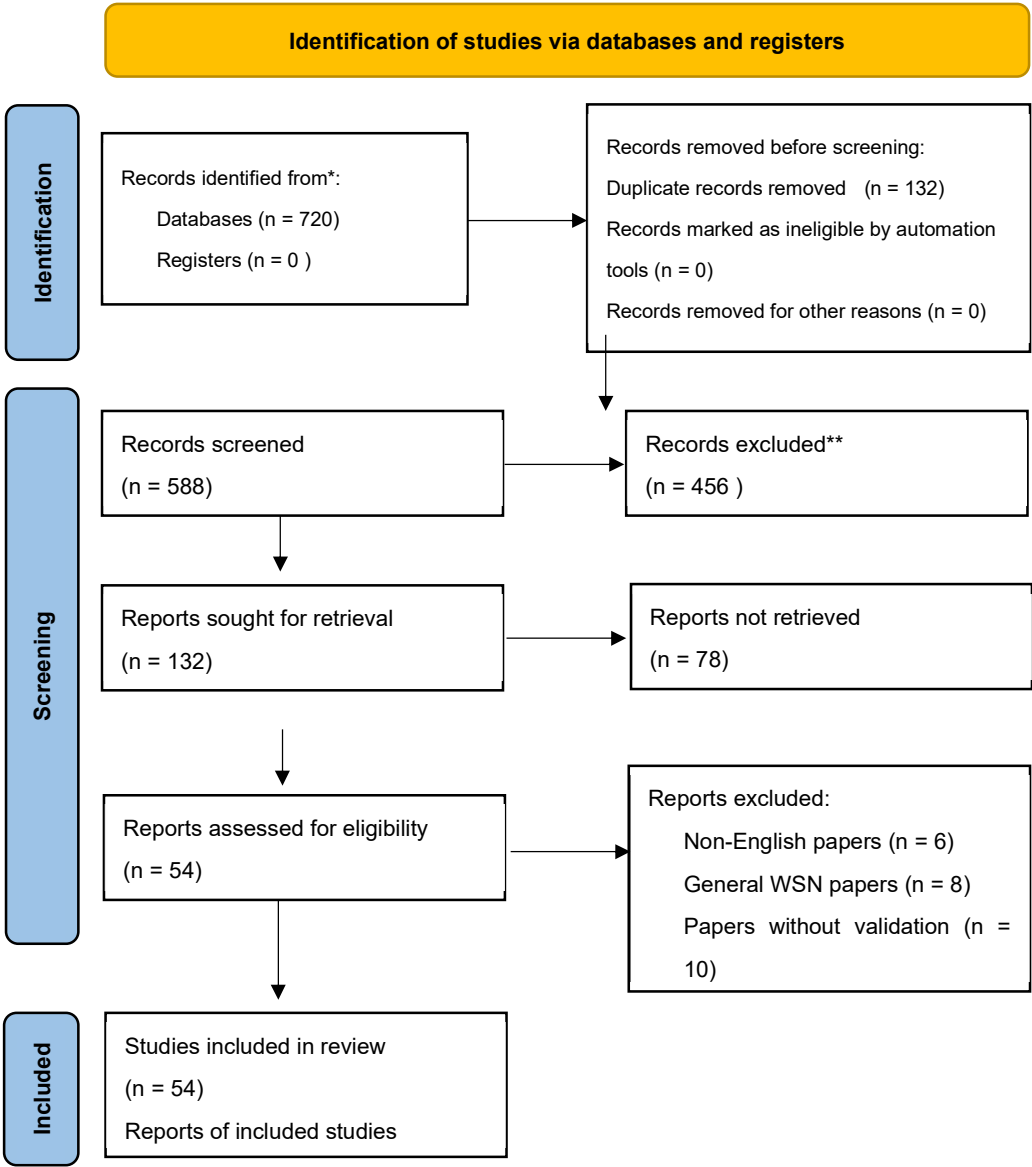 Identification of studies via databases and registers
Identification
Records identified from*:
Databases (n = 720)
Registers (n = 0 )
Records removed before screening:
Duplicate records removed (n = 132)
Records marked as ineligible by automation
tools (n = 0)
Records removed for other reasons (n = 0)
Screening
Records screened
(n = 588)
Records excluded**
(n = 456 )
Reports sought for retrieval
(n = 132)
Reports not retrieved
(n = 78)
Reports assessed for eligibility
(n = 54)
Reports excluded:
Non-English papers (n = 6)
General WSN papers (n = 8)
Papers without validation (n =
10)
Included
Studies included in review
(n = 54)
Reports of included studies